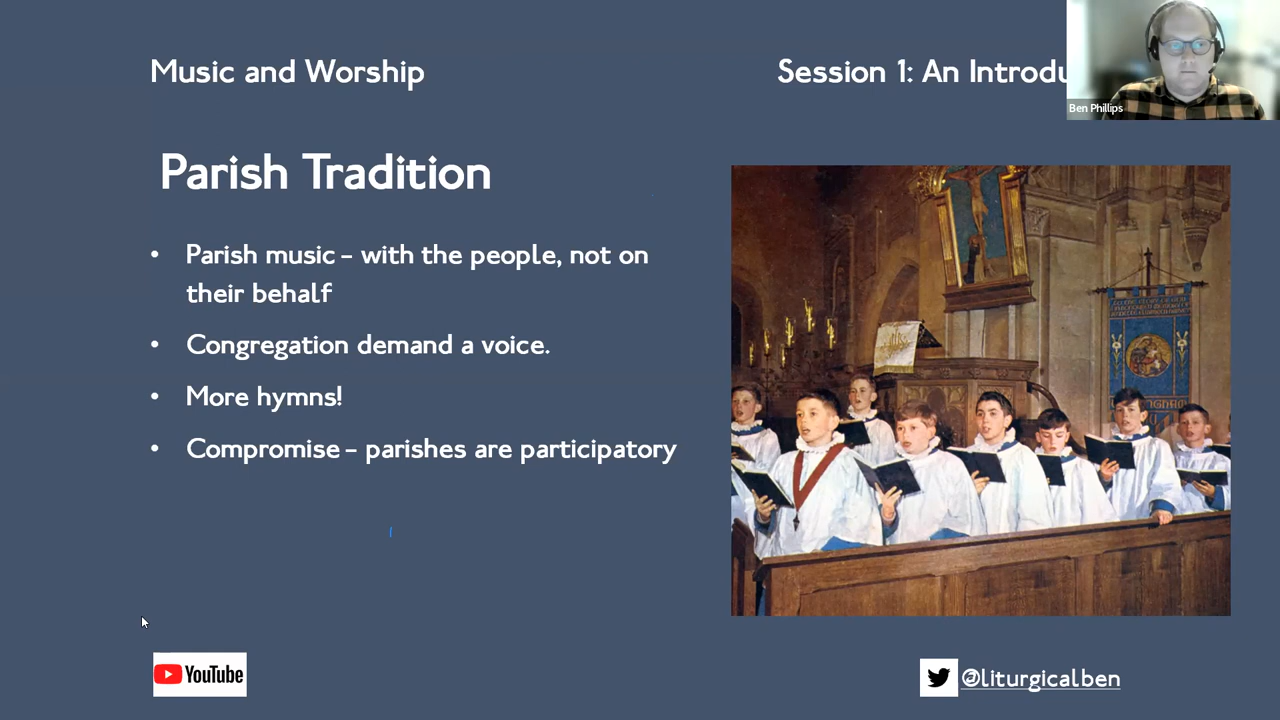 Music and Worship
Session 1: An Introdu
Ben Phillips
Parish Tradition
• Parish music – with the people, not on
their behalf
• Congregation demand a voice.
• More hymns!
• Compromise – parishes are participatory
YouTube
@liturgicalben